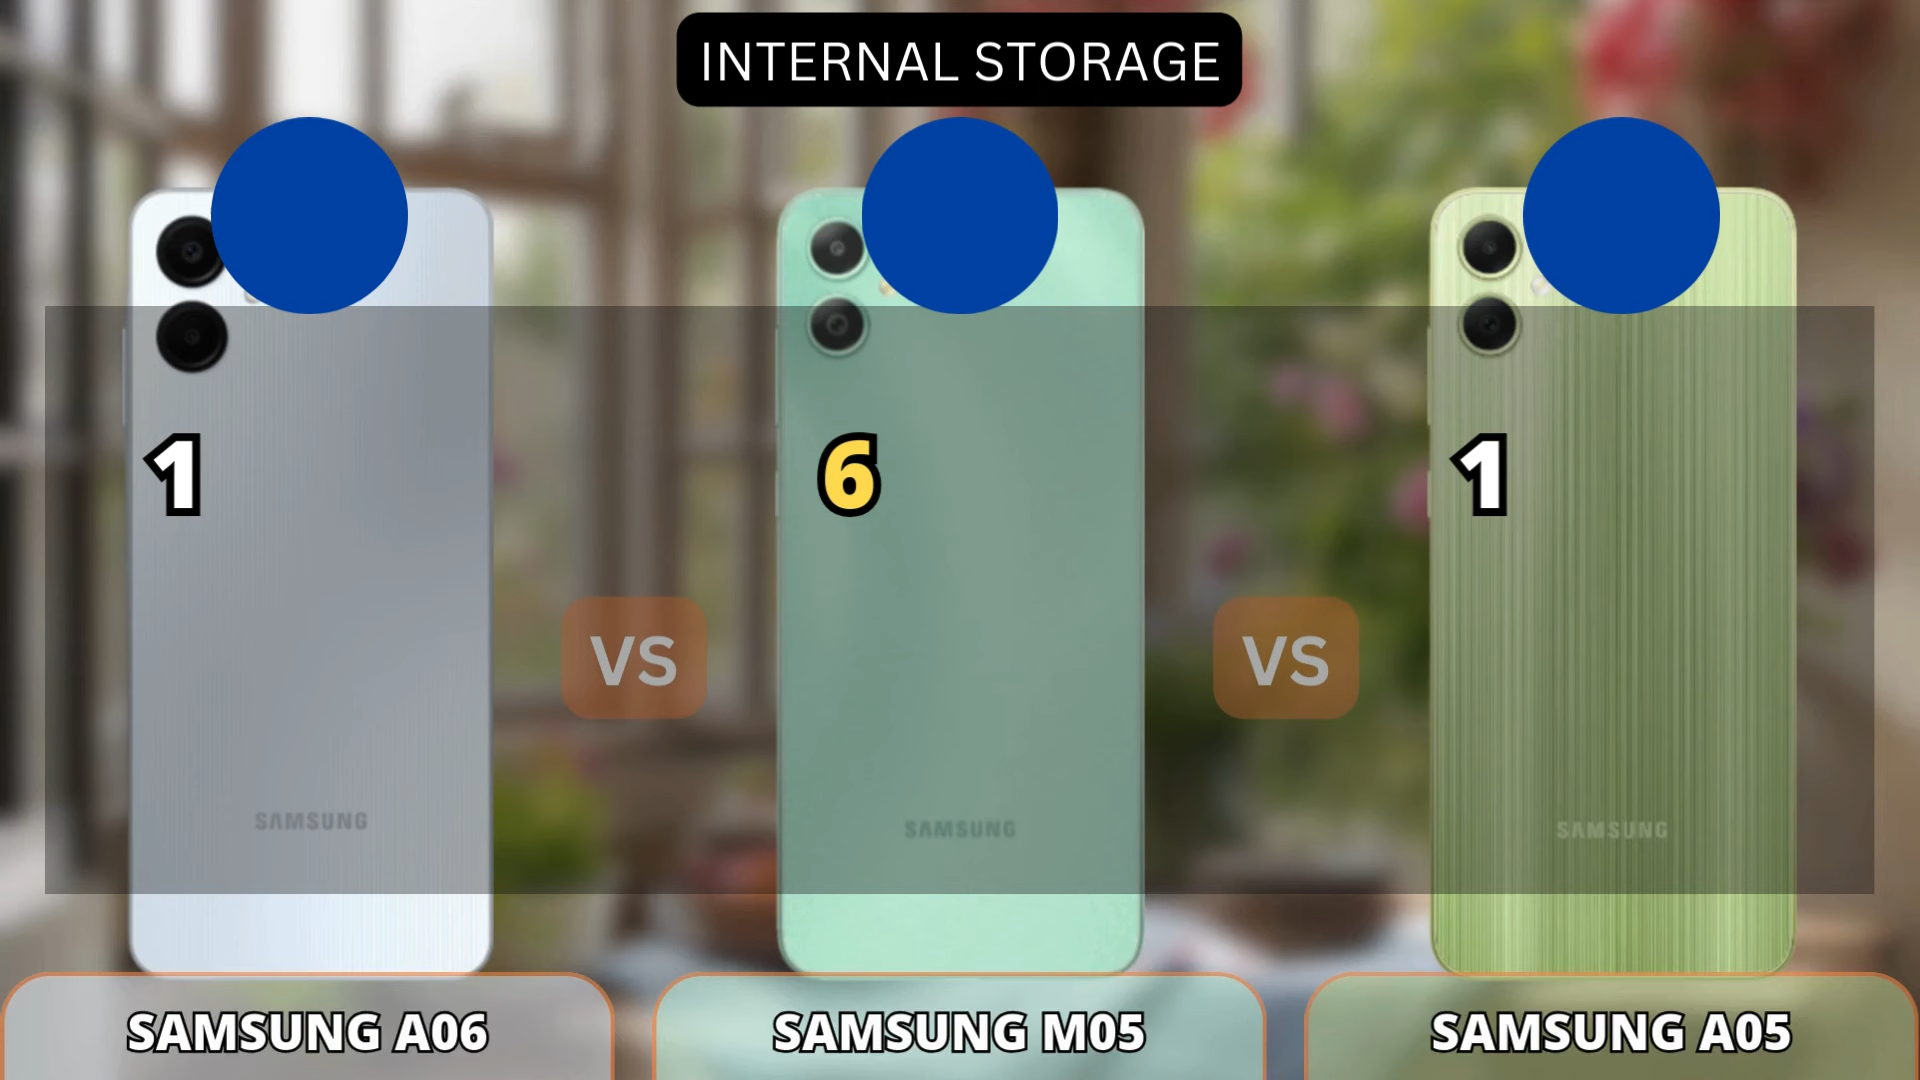 INTERNAL STORAGE
1
6
1
VS
VS
SAMSUNG
SAMSUNG
SAMSUNG
SAMSUNG A06
SAMSUNG M05
SAMSUNG A05